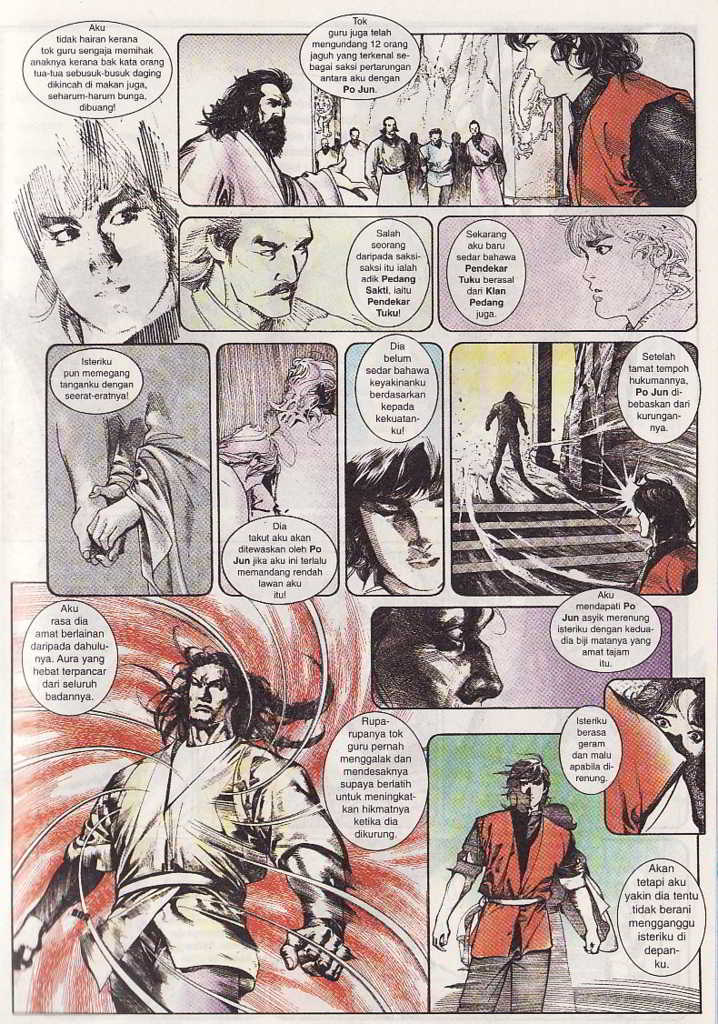 Aku
tidak hairan kerana
tok guru sengaja memihak
anaknya kerana bak kata orang
tua-tua sebusuk-busuk daging
dikincah di makan juga,
seharum-harum bunga,
dibuang!
Tok
guru juga telah
mengundang 12 orang
jaguh yang terkenal se-
bagai saksi pertarungan
antara aku dengan
Po Jun.
Salah
seorang
daripada saksi-
saksi itu ialah
adik Pedang
Sakti, iaitu
Pendekar
Tuku!
Sekarang
aku baru
sedar bahawa
Pendekar
Tuku berasal
dari Klan
Pedang
juga.
Isteriku
pun memegang
tanganku dengan
seerat-eratnya!
Dia
takut aku akan
ditewaskan oleh Po
Jun jika aku ini terlalu
memandang rendah
lawan aku
itu!
Dia
belum
sedar bahawa
keyakinanku
berdasarkan
kepada
kekuatan-
ku!
Setelah
tamat tempoh
hukumannya,
Po Jun di-
bebaskan dari
kurungan-
nya.
Aku
rasa dia
amat berlainan
daripada dahulu-
nya. Aura yang
hebat terpancar
dari seluruh
badannya.
Rupa-
rupanya tok
guru pernah
menggalak dan
mendesaknya
supaya berlatih
untuk meningkat-
kan hikmatnya
ketika dia
dikurung.
Aku
mendapati Po
Jun asyik merenung
isteriku dengan kedua-
dua biji matanya yang
amat tajam
itu.
Isteriku
berasa
geram
dan malu
apabila di-
renung.
Akan
tetapi aku
yakin dia tentu
tidak berani
mengganggu
isteriku di
depan-
ku.